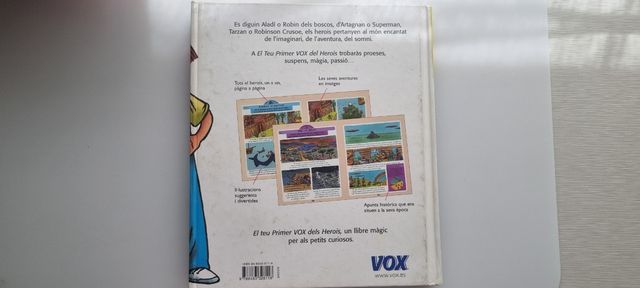 Es diguin Aladí o Robin dels boscos, d'Artagnan o Superman,
Tarzan o Robinson Crusoe, els herois pertanyen al món encantat
de l'imaginari, de l'aventura, del somni.
A El Teu Primer VOX del Herois trobaràs proeses,
suspens, màgia, passió...
Tots el herois, un a un,
pàgina a pàgina
Les seves aventures
en imatges
Il·lustracions
suggerents
i divertides
Apunts històrics que ens
situen a la seva època
El teu Primer VOX dels Herois, un llibre màgic
per als petits curiosos.
VOX
www.vox.es